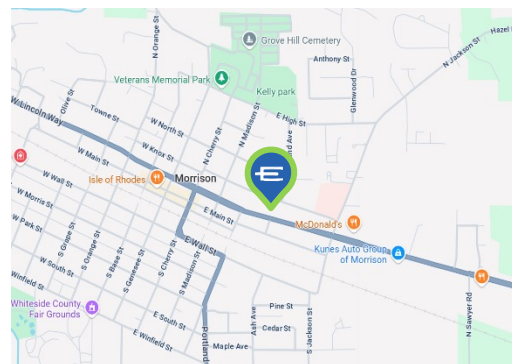 N Orange St
Grove Hill Cemetery
Anthony St
N Jackson St
Hazel
Veterans Memorial Park
Kelly park
Glenwood Dr
W Lincoln Way
Olive St
Towne St
W North St
N Cherry St
N Madison St
E High St
W Knox St
W Main St
Morrison
Isle of Rhodes
W Wall St
W Morris St
W Park St
E Main St
McDonald's
E Wall St
Kunes Auto Group
of Morrison
S Grape St
S Orange St
S Base St
S Genesee St
S Cherry St
S Madison St
W South St
Winfield St
Whiteside County
Fair Grounds
E South St
E Winfield St
Portland
Ash Ave
Pine St
Cedar St
Maple Ave
S Jackson St
N Sawyer Rd